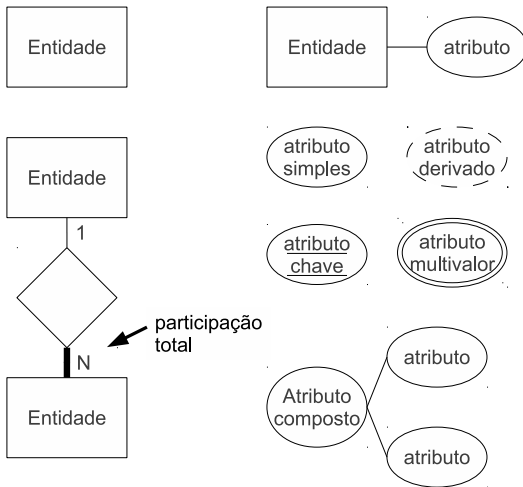 Entidade
Entidade
atributo
Entidade
1
N
participação
total
Entidade
atributo
simples
atributo
derivado
atributo
chave
atributo
multivalor
Atributo
composto
atributo
atributo